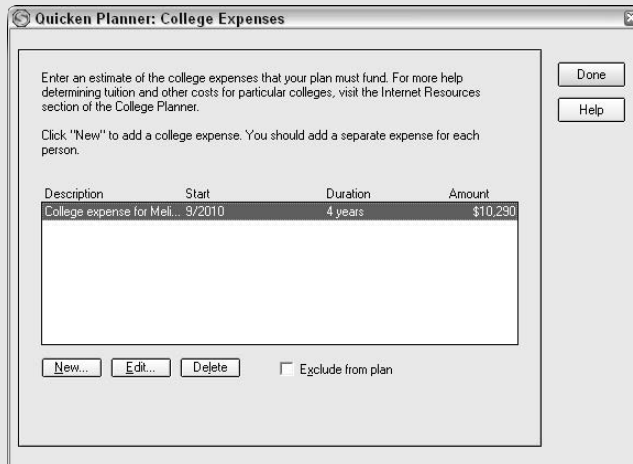 Quicken Planner: College Expenses
Enter an estimate of the college expenses that your plan must fund. For more help
determining tuition and other costs for particular colleges, visit the Internet Resources
section of the College Planner.
Click "New" to add a college expense. You should add a separate expense for each
person.
Done
Help
Description Start Duration Amount
College expense for Meli... 9/2010 4 years $10,290
New... Edit... Delete Exclude from plan